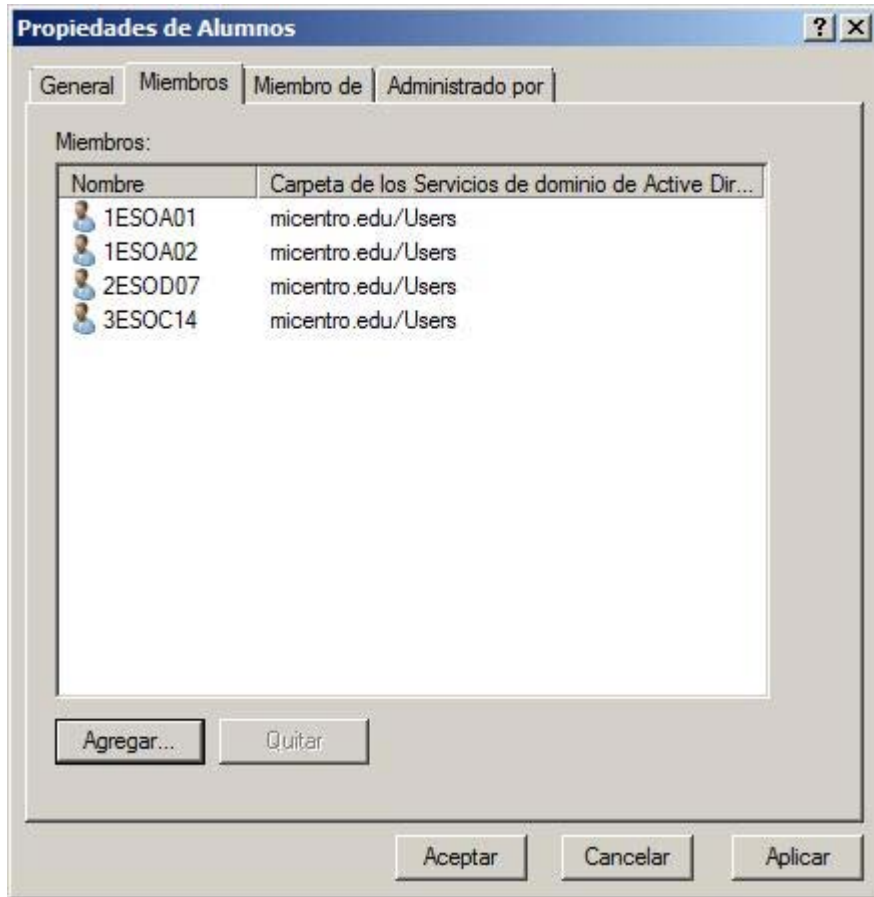 Propiedades de Alumnos
General Miembros Miembro de Administrado por
Miembros:
Nombre Carpeta de los Servicios de dominio de Active Dir...
1ESOA01 micentro.edu/Users
1ESOA02 micentro.edu/Users
2ESOD07 micentro.edu/Users
3ESOC14 micentro.edu/Users
Agregar... Quitar
Aceptar Cancelar Aplicar